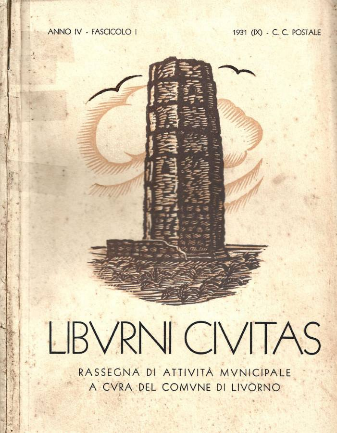 ANNO IV - FASCICOLO I 1931 (IX) - C. C. POSTALE
LIBVRNI CIVITAS
RASSEGNA DI ATTIVITÀ MVNICIPALE
A CVRA DEL COMVNE DI LIVORNO